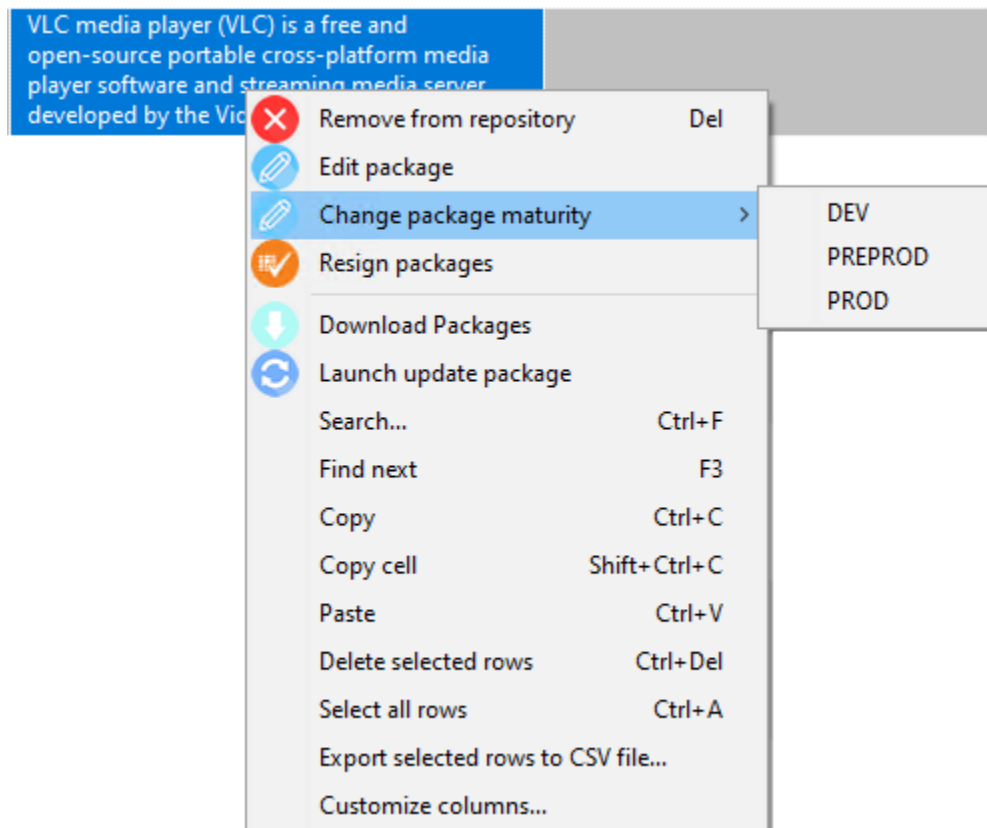 VLC media player (VLC) is a free and
open-source portable cross-platform media
player software and streaming media server
developed by the
Remove from repository Del
Edit package
Change package maturity >
DEV
PREPROD
PROD
Resign packages
Download Packages
Launch update package
Search... Ctrl+F
Find next F3
Copy Ctrl+C
Copy cell Shift+Ctrl+C
Paste Ctrl+V
Delete selected rows Ctrl+Del
Select all rows Ctrl+A
Export selected rows to CSV file...
Customize columns...